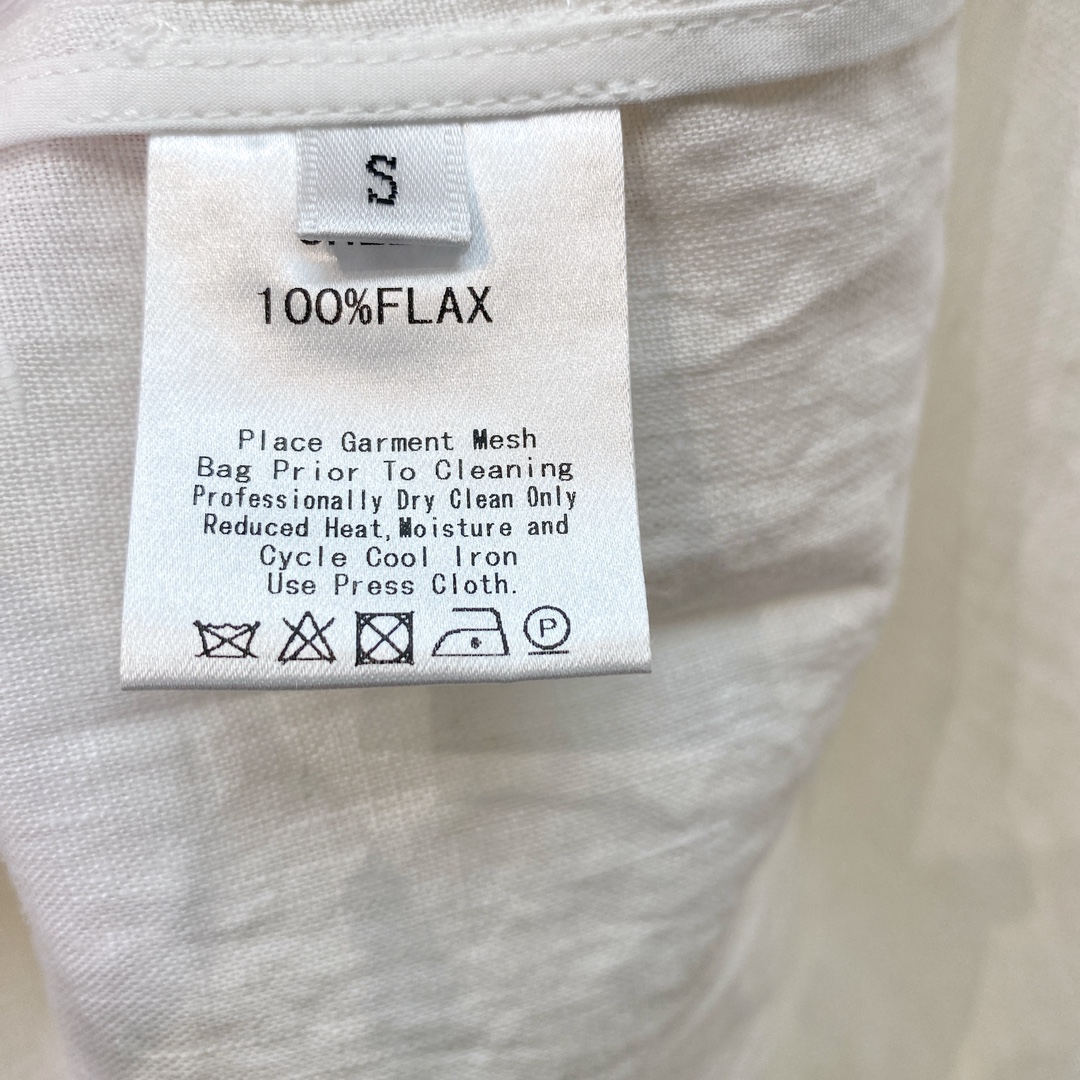 S
100%FLAX
Place Garment Mesh
Bag Prior To Cleaning
Professionally Dry Clean Only
Reduced Heat,Moisture and
Cycle Cool Iron
Use Press Cloth.
P